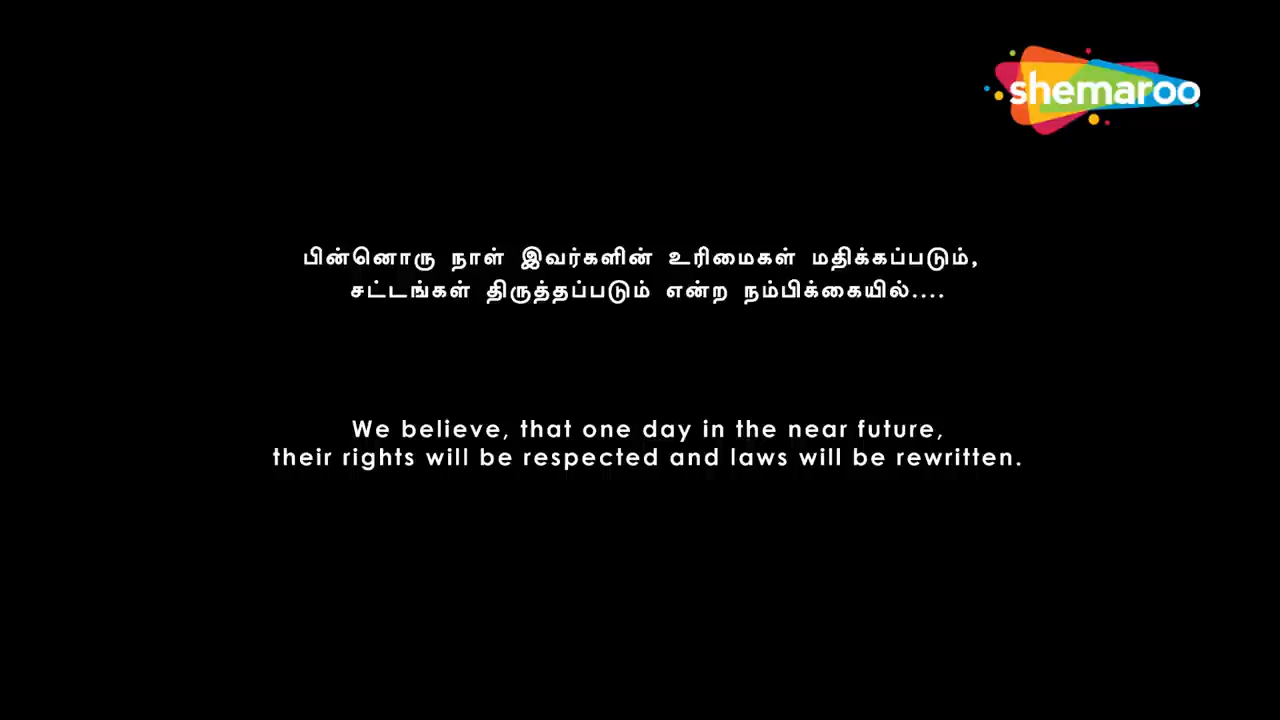 shemaroo
பின்னொரு நாள் இவர்களின் உரிமைகள் மதிக்கப்படும்,
சட்டங்கள் திருத்தப்படும் என்ற நம்பிக்கையில்....
We believe, that one day in the near future,
their rights will be respected and laws will be rewritten.